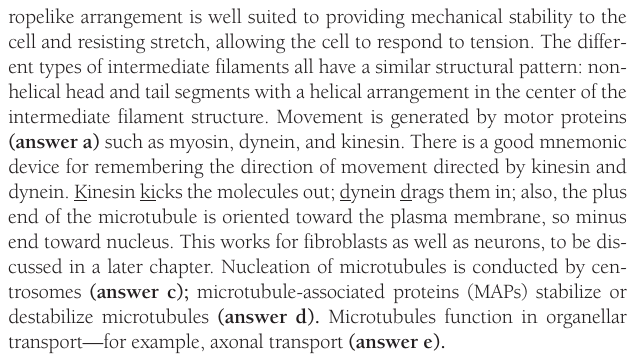 ropelike arrangement is well suited to providing mechanical stability to the
cell and resisting stretch, allowing the cell to respond to tension. The differ-
ent types of intermediate filaments all have a similar structural pattern: non-
helical head and tail segments with a helical arrangement in the center of the
intermediate filament structure. Movement is generated by motor proteins
(answer a) such as myosin, dynein, and kinesin. There is a good mnemonic
device for remembering the direction of movement directed by kinesin and
dynein. Kinesin kicks the molecules out; dynein drags them in; also, the plus
end of the microtubule is oriented toward the plasma membrane, so minus
end toward nucleus. This works for fibroblasts as well as neurons, to be dis-
cussed in a later chapter. Nucleation of microtubules is conducted by cen-
trosomes (answer c); microtubule-associated proteins (MAPs) stabilize or
destabilize microtubules (answer d). Microtubules function in organellar
transport—for example, axonal transport (answer e).